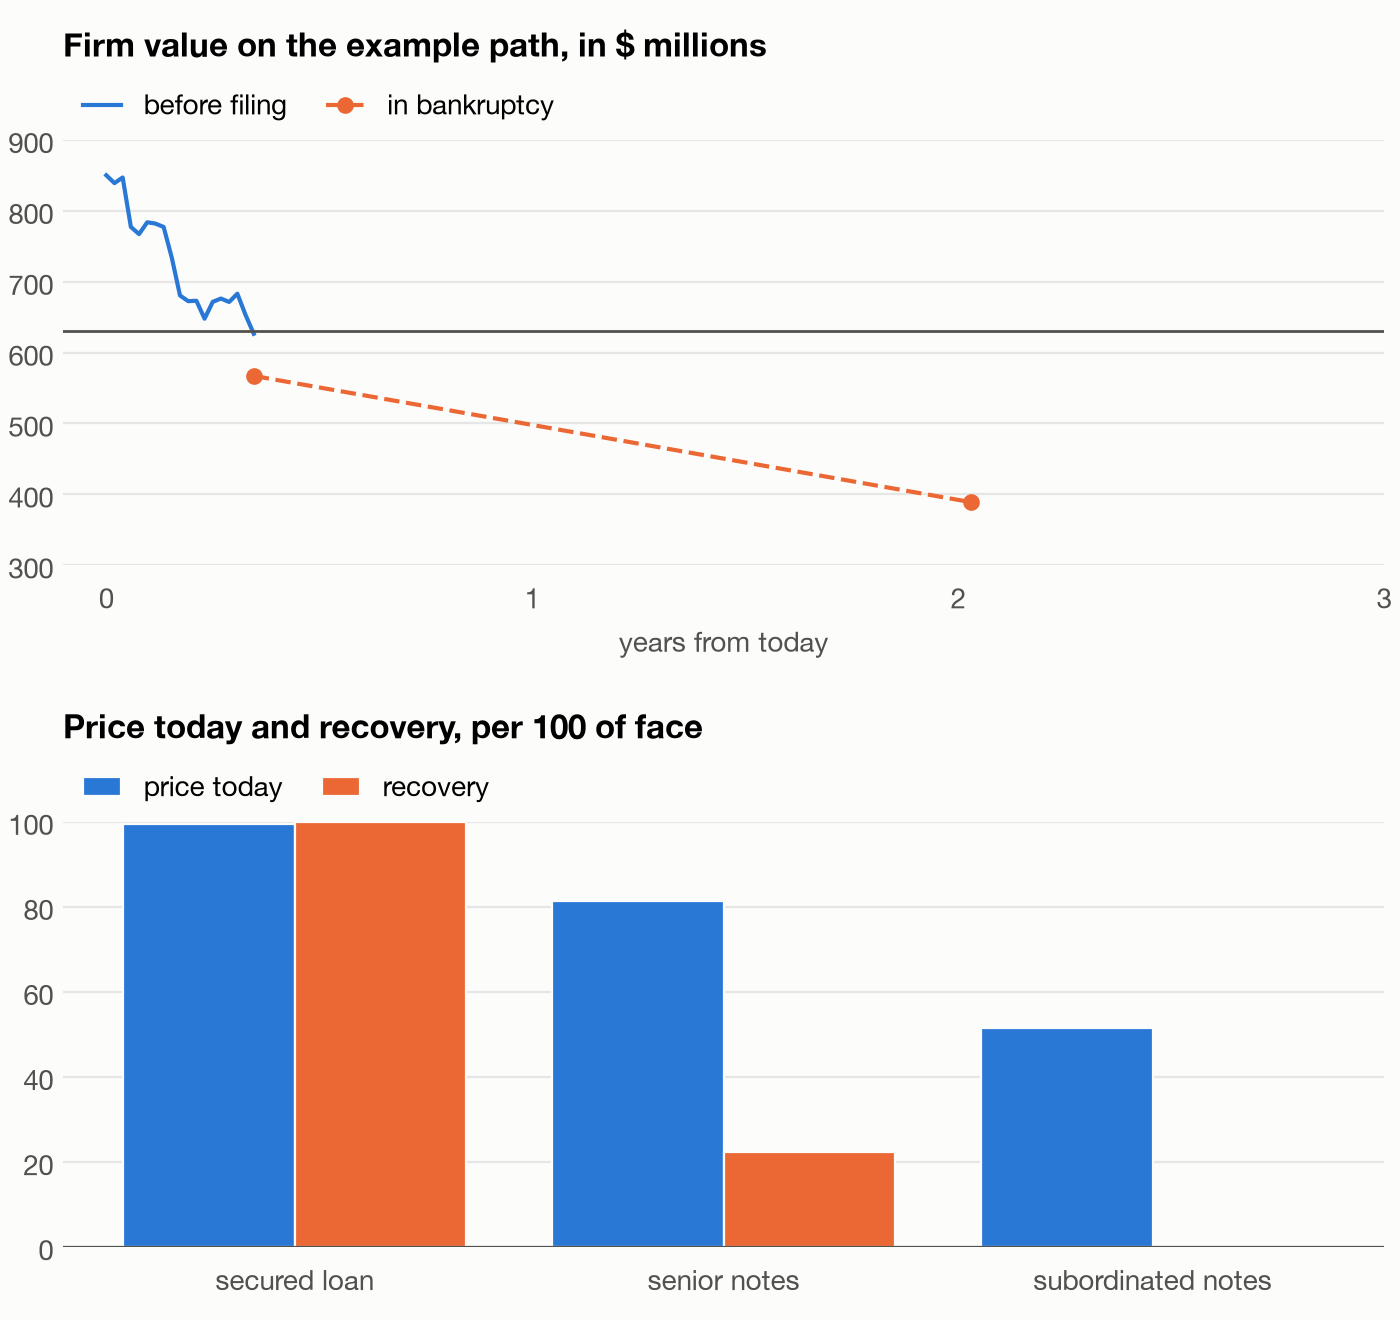 Firm value on the example path, in $ millions
before filing in bankruptcy
900
800
700
600
500
400
300
0 1 2 3
years from today
Price today and recovery, per 100 of face
price today recovery
100
80
60
40
20
0
secured loan senior notes subordinated notes